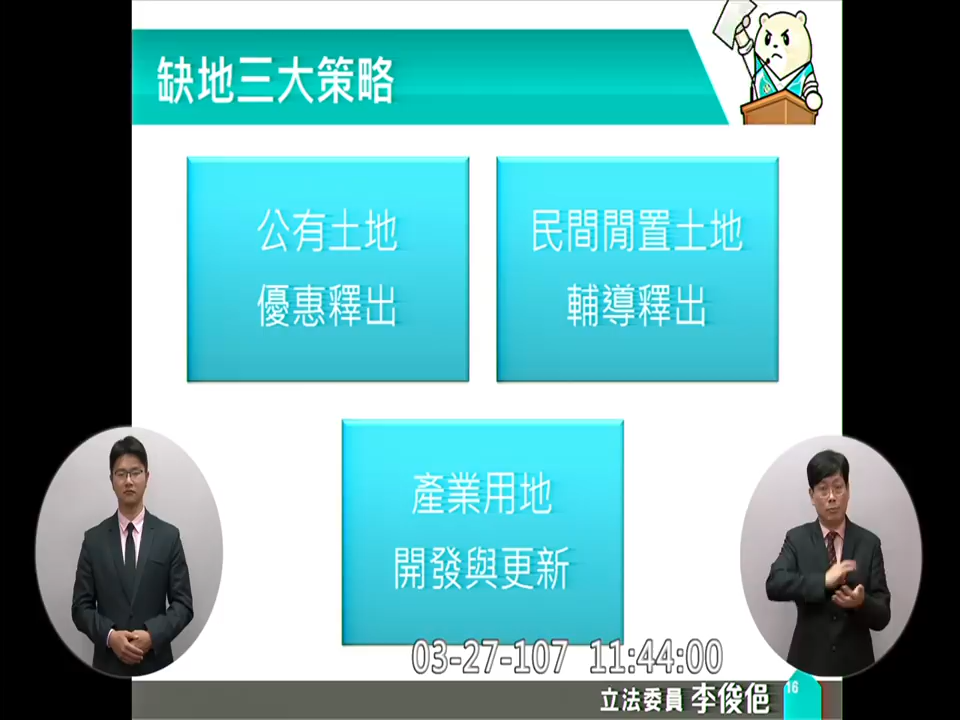 缺地三大策略
公有土地
優惠釋出
民間閒置土地
輔導釋出
產業用地
開發與更新
03-27-107 11:44:00
立法委員 李俊俋
16